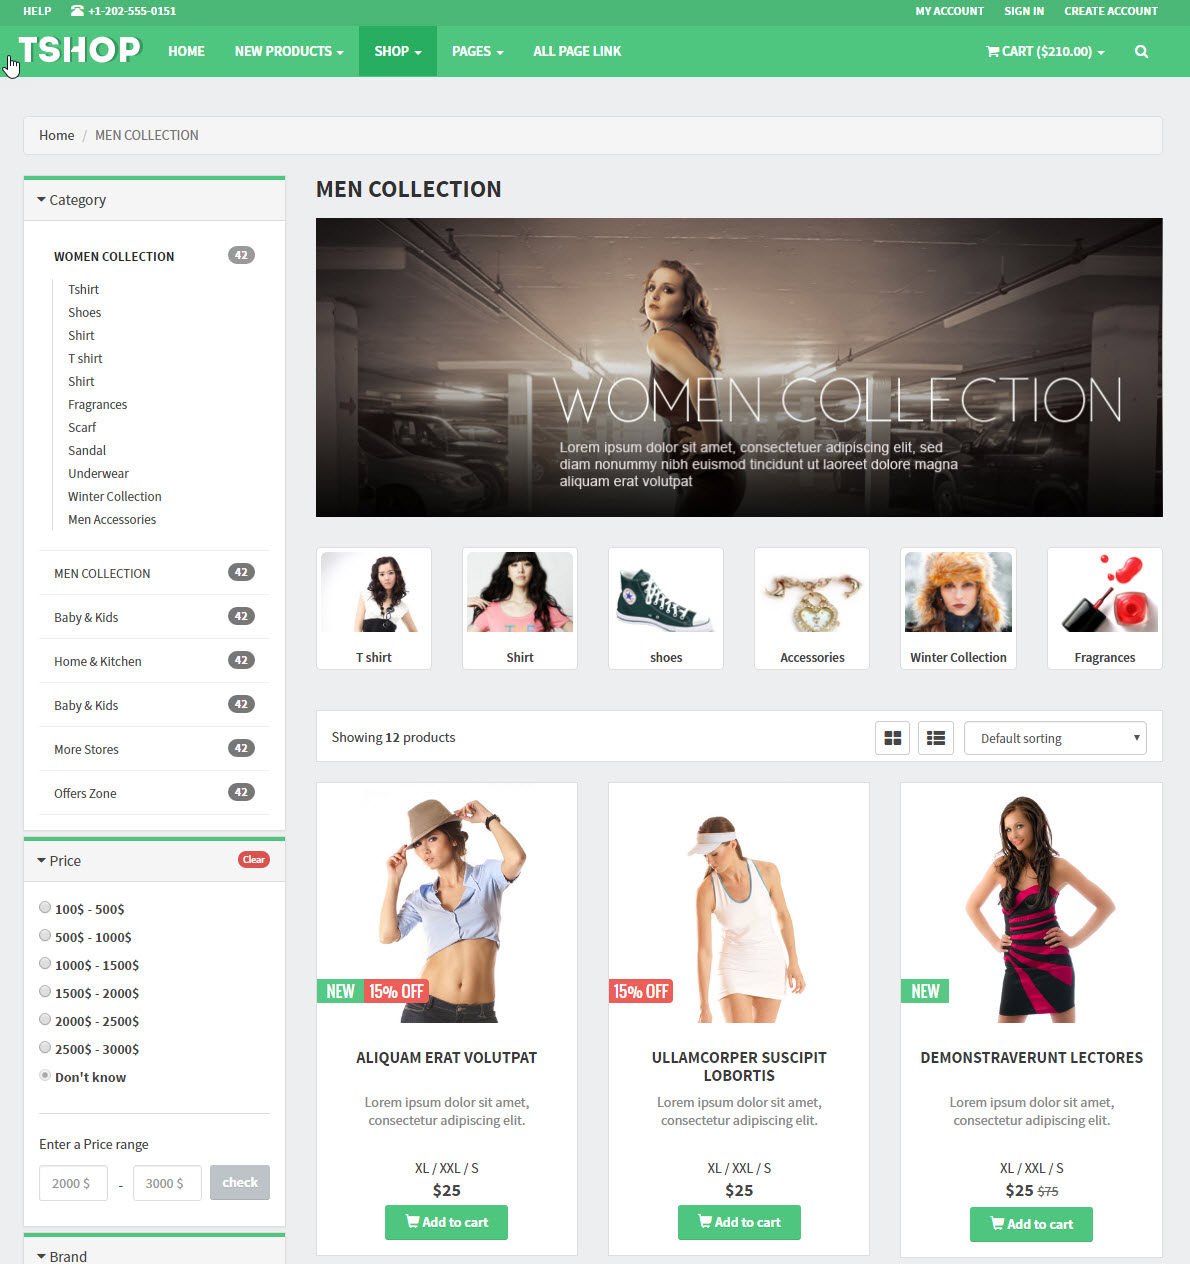 HELP +1-202-555-0151 MY ACCOUNT SIGN IN CREATE ACCOUNT
TSHOP HOME NEW PRODUCTS SHOP PAGES ALL PAGE LINK CART ($210.00)
Home / MEN COLLECTION
Category
WOMEN COLLECTION 42
Tshirt
Shoes
Shirt
T shirt
Shirt
Fragrances
Scarf
Sandal
Underwear
Winter Collection
Men Accessories
MEN COLLECTION 42
Baby & Kids 42
Home & Kitchen 42
Baby & Kids 42
More Stores 42
Offers Zone 42
Price Clear
100$ - 500$
500$ - 1000$
1000$ - 1500$
1500$ - 2000$
2000$ - 2500$
2500$ - 3000$
Don't know
Enter a Price range
2000 $ - 3000 $ check
Brand
MEN COLLECTION
WOMEN COLLECTION
Lorem ipsum dolor sit amet, consectetuer adipiscing elit, sed
diam nonummy nibh euismod tincidunt ut laoreet dolore magna
aliquam erat volutpat
T shirt Shirt shoes Accessories Winter Collection Fragrances
Showing 12 products Default sorting
NEW 15% OFF
ALIQUAM ERAT VOLUTPAT
Lorem ipsum dolor sit amet,
consectetur adipiscing elit.
XL / XXL / S
$25
Add to cart
15% OFF
ULLAMCORPER SUSCIPIT
LOBORTIS
Lorem ipsum dolor sit amet,
consectetur adipiscing elit.
XL / XXL / S
$25
Add to cart
NEW
DEMONSTRAVERUNT LECTORES
Lorem ipsum dolor sit amet,
consectetur adipiscing elit.
XL / XXL / S
$25 $75
Add to cart